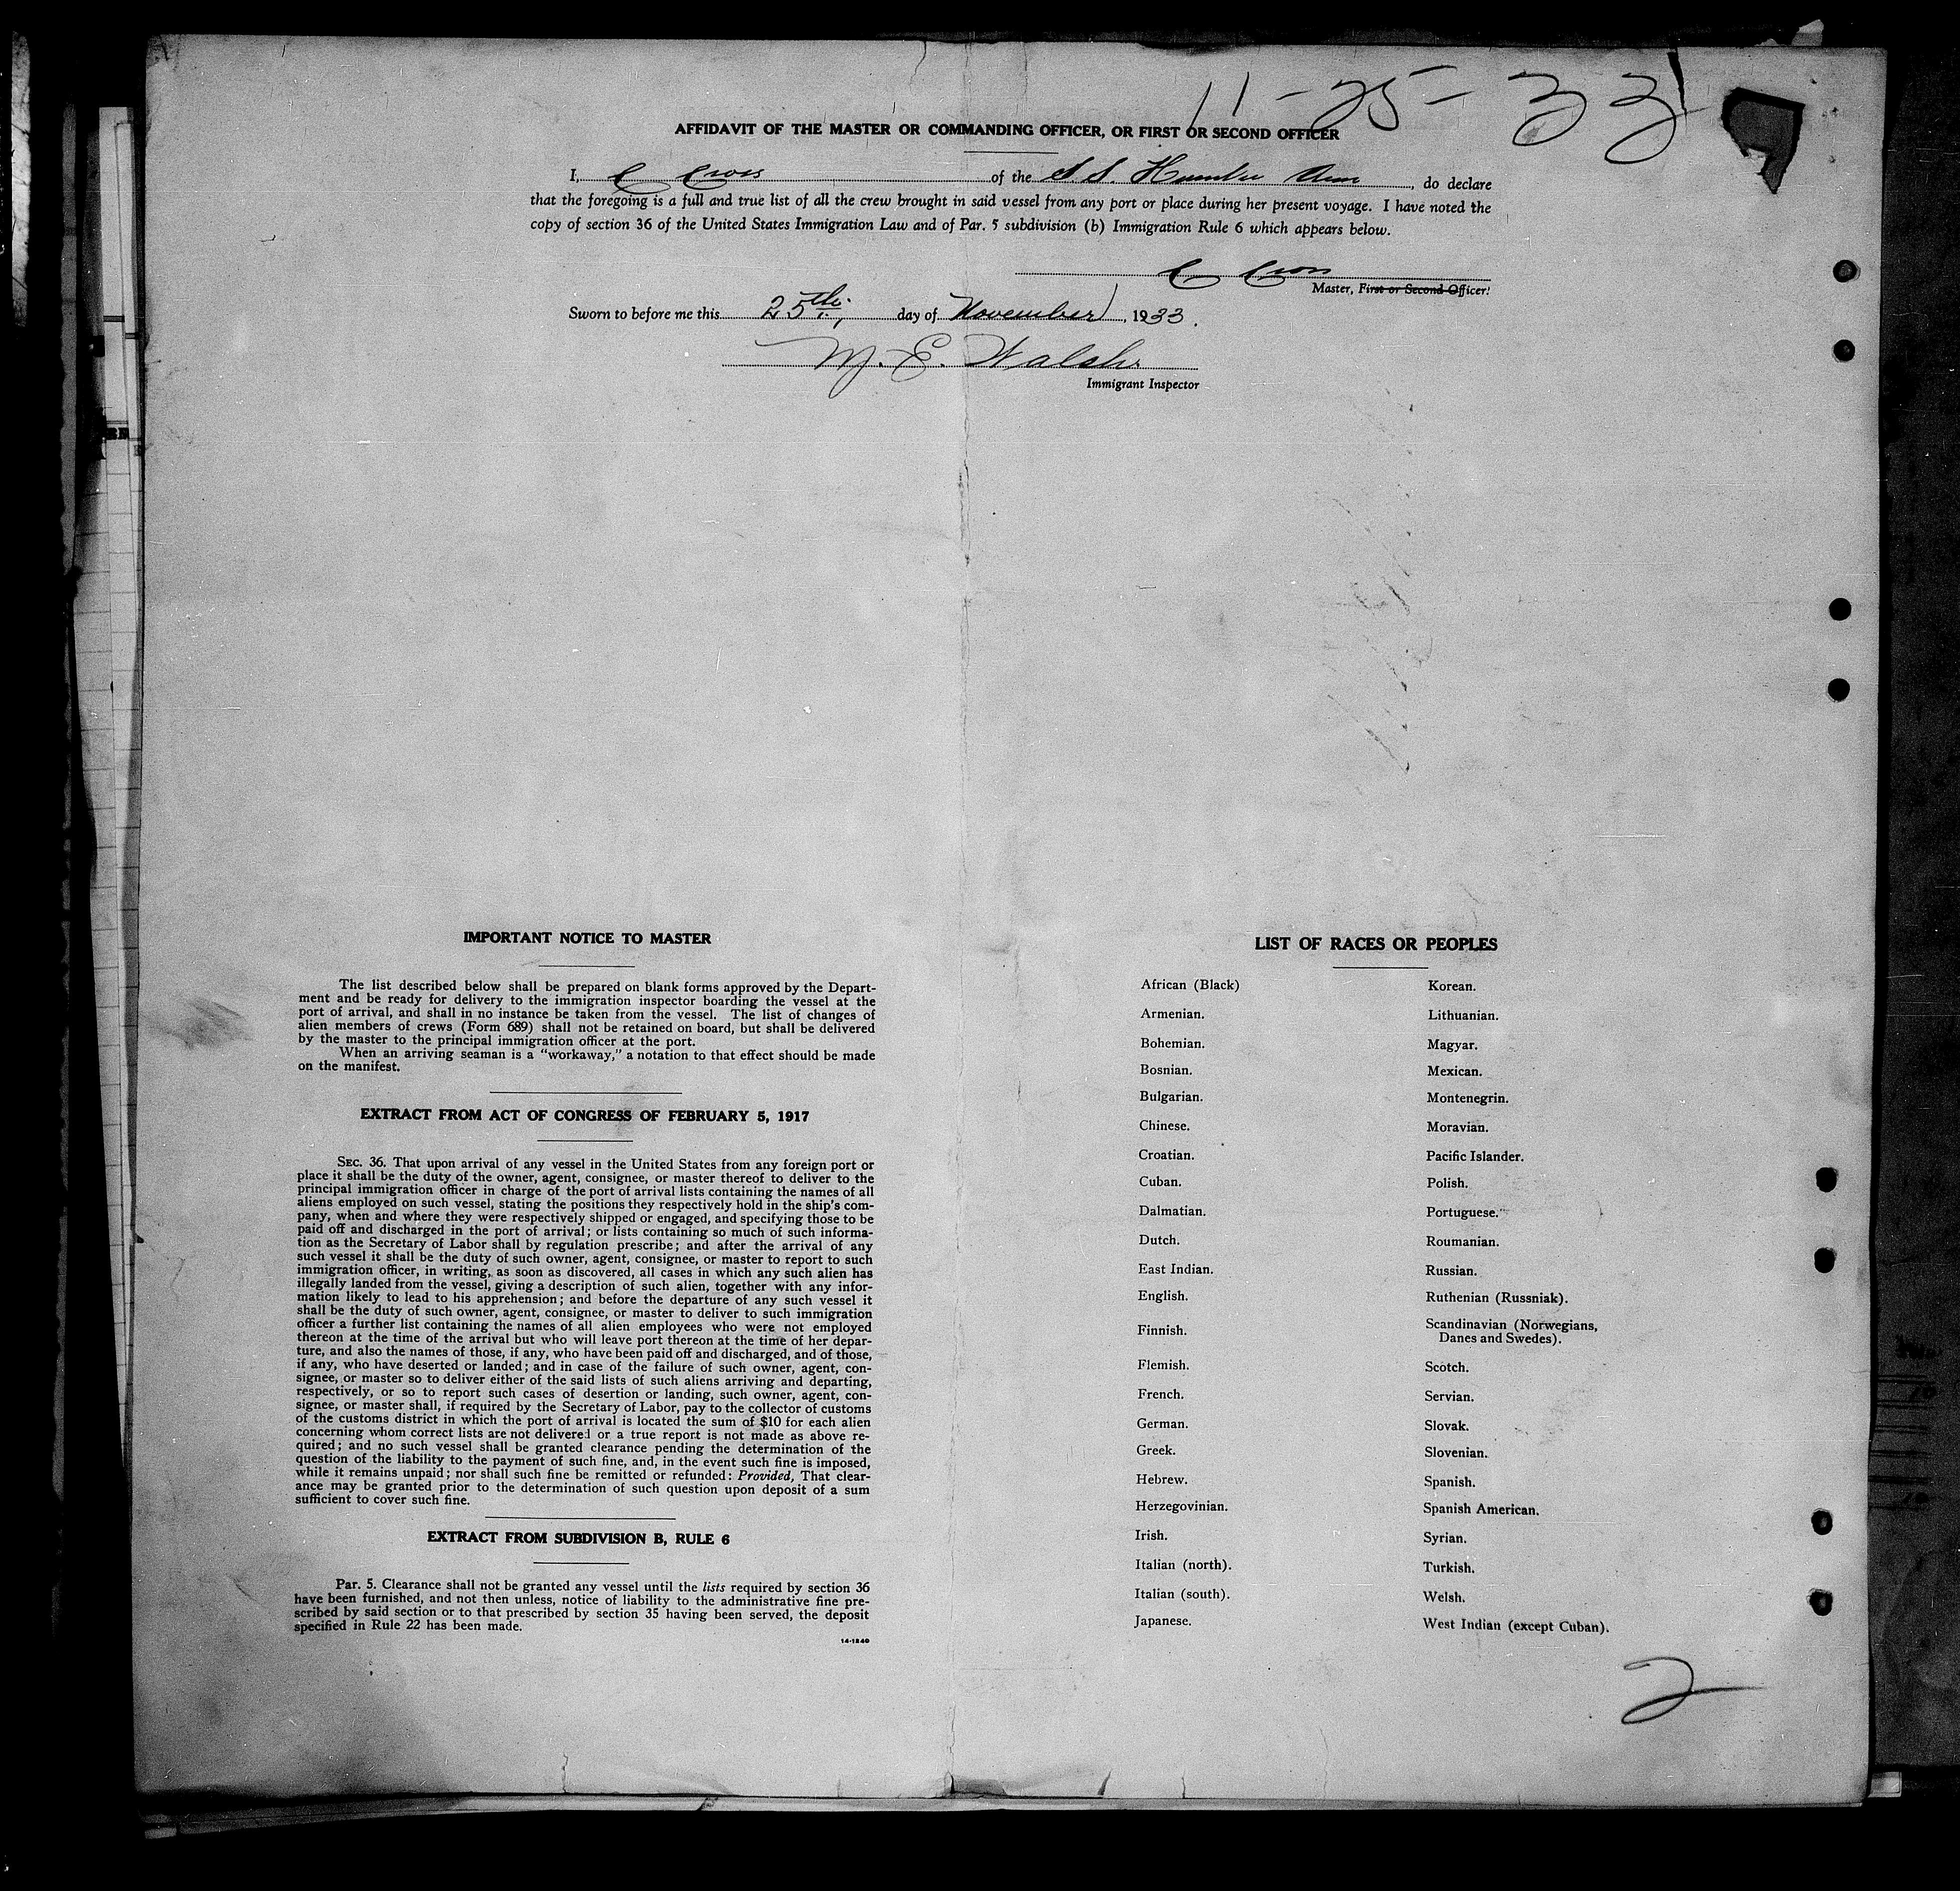 11-25-33
AFFIDAVIT OF THE MASTER OR COMMANDING OFFICER, OR FIRST OR SECOND OFFICER
I, C Cross of the S.S. Humber Arm, do declare
that the foregoing is a full and true list of all the crew brought in said vessel from any port or place during her present voyage. I have noted the
copy of section 36 of the United States Immigration Law and of Par. 5 subdivision (b) Immigration Rule 6 which appears below.
C Cross
Master, First or Second Officer.
Sworn to before me this 25th, day of November, 1933.
M. E. Walsh.
Immigrant Inspector
IMPORTANT NOTICE TO MASTER
The list described below shall be prepared on blank forms approved by the Depart-
ment and be ready for delivery to the immigration inspector boarding the vessel at the
port of arrival, and shall in no instance be taken from the vessel. The list of changes of
alien members of crews (Form 689) shall not be retained on board, but shall be delivered
by the master to the principal immigration officer at the port.
When an arriving seaman is a "workaway," a notation to that effect should be made
on the manifest.
EXTRACT FROM ACT OF CONGRESS OF FEBRUARY 5, 1917
SEC. 36. That upon arrival of any vessel in the United States from any foreign port or
place it shall be the duty of the owner, agent, consignee, or master thereof to deliver to the
principal immigration officer in charge of the port of arrival lists containing the names of all
aliens employed on such vessel, stating the positions they respectively hold in the ship's com-
pany, when and where they were respectively shipped or engaged, and specifying those to be
paid off and discharged in the port of arrival; or lists containing so much of such informa-
tion as the Secretary of Labor shall by regulation prescribe; and after the arrival of any
such vessel it shall be the duty of such owner, agent, consignee, or master to report to such
immigration officer, in writing, as soon as discovered, all cases in which any such alien has
illegally landed from the vessel, giving a description of such alien, together with any infor-
mation likely to lead to his apprehension; and before the departure of any such vessel it
shall be the duty of such owner, agent, consignee, or master to deliver to such immigration
officer a further list containing the names of all alien employees who were not employed
thereon at the time of the arrival but who will leave port thereon at the time of her depar-
ture, and also the names of those, if any, who have been paid off and discharged, and of those,
if any, who have deserted or landed; and in case of the failure of such owner, agent, con-
signee, or master so to deliver either of the said lists of such aliens arriving and departing,
respectively, or so to report such cases of desertion or landing, such owner, agent, con-
signee, or master shall, if required by the Secretary of Labor, pay to the collector of customs
of the customs district in which the port of arrival is located the sum of $10 for each alien
concerning whom correct lists are not delivered or a true report is not made as above re-
quired; and no such vessel shall be granted clearance pending the determination of the
question of the liability to the payment of such fine, and, in the event such fine is imposed,
while it remains unpaid; nor shall such fine be remitted or refunded: Provided, That clear-
ance may be granted prior to the determination of such question upon deposit of a sum
sufficient to cover such fine.
EXTRACT FROM SUBDIVISION B, RULE 6
Par. 5. Clearance shall not be granted any vessel until the lists required by section 36
have been furnished, and not then unless, notice of liability to the administrative fine pre-
scribed by said section or to that prescribed by section 35 having been served, the deposit
specified in Rule 22 has been made.
14-1240
LIST OF RACES OR PEOPLES
African (Black)
Armenian.
Bohemian.
Bosnian.
Bulgarian.
Chinese.
Croatian.
Cuban.
Dalmatian.
Dutch.
East Indian.
English.
Finnish.
Flemish.
French.
German.
Greek.
Hebrew.
Herzegovinian.
Irish.
Italian (north).
Italian (south).
Japanese.
Korean.
Lithuanian.
Magyar.
Mexican.
Montenegrin.
Moravian.
Pacific Islander.
Polish.
Portuguese.
Roumanian.
Russian.
Ruthenian (Russniak).
Scandinavian (Norwegians,
Danes and Swedes).
Scotch.
Servian.
Slovak.
Slovenian.
Spanish.
Spanish American.
Syrian.
Turkish.
Welsh.
West Indian (except Cuban).
2